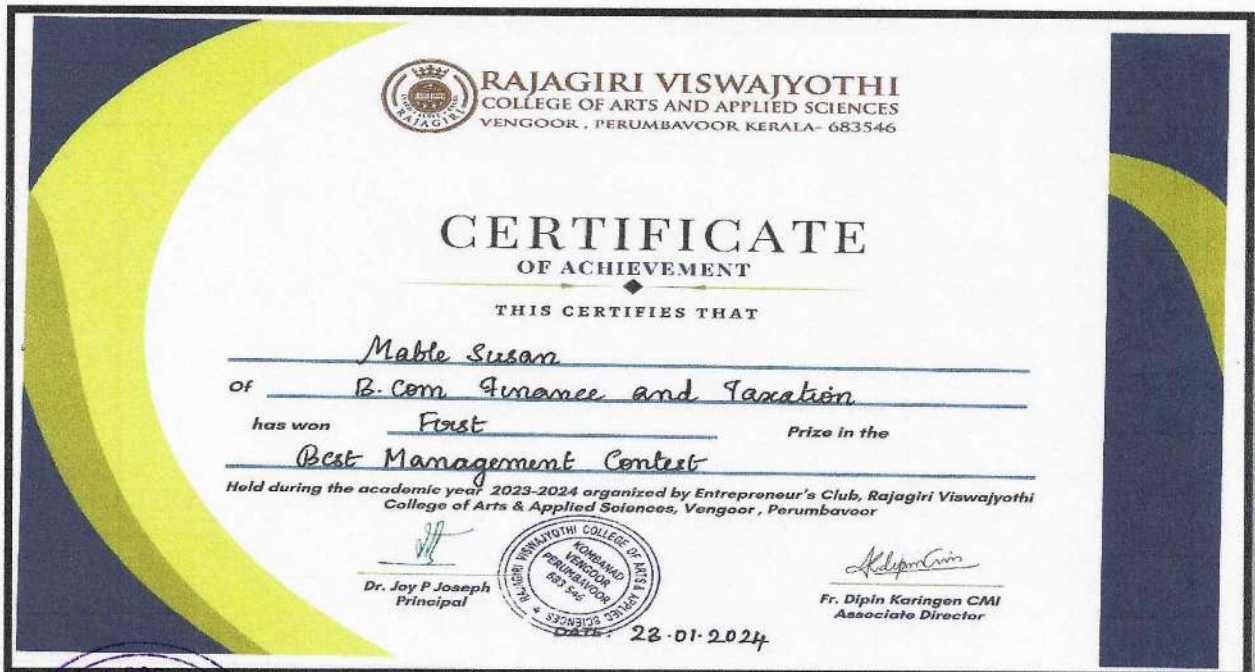 RAJAGIRI VISWAJYOTHI
COLLEGE OF ARTS AND APPLIED SCIENCES
VENGOOR , PERUMBAVOOR KERALA- 683546
RAJAGIRI
CERTIFICATE
OF ACHIEVEMENT
THIS CERTIFIES THAT
Mable Susan
Of B.Com Finance and Taxation
has won First Prize in the
Best Management Contest
Held during the academic year 2023-2024 organized by Entrepreneur's Club, Rajagiri Viswajyothi
College of Arts & Applied Sciences, Vengoor , Perumbavoor
Dr. Joy P Joseph
Principal
RAJAGIRI VISWAJYOTHI COLLEGE OF ARTS & APPLIED SCIENCES
KOMBANAD
VENGOOR
PERUMBAVOOR
683 546
Fr. Dipin Karingen CMI
Associate Director
DATE: 23-01-2024